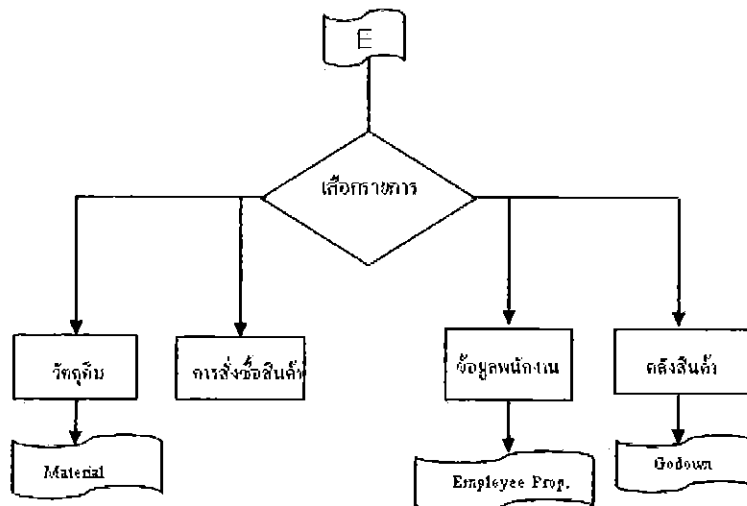 E
เลือกรายการ
วัตถุดิบ
การสั่งซื้อสินค้า
ข้อมูลพนักงาน
คลังสินค้า
Material
Employee Prop.
Godown